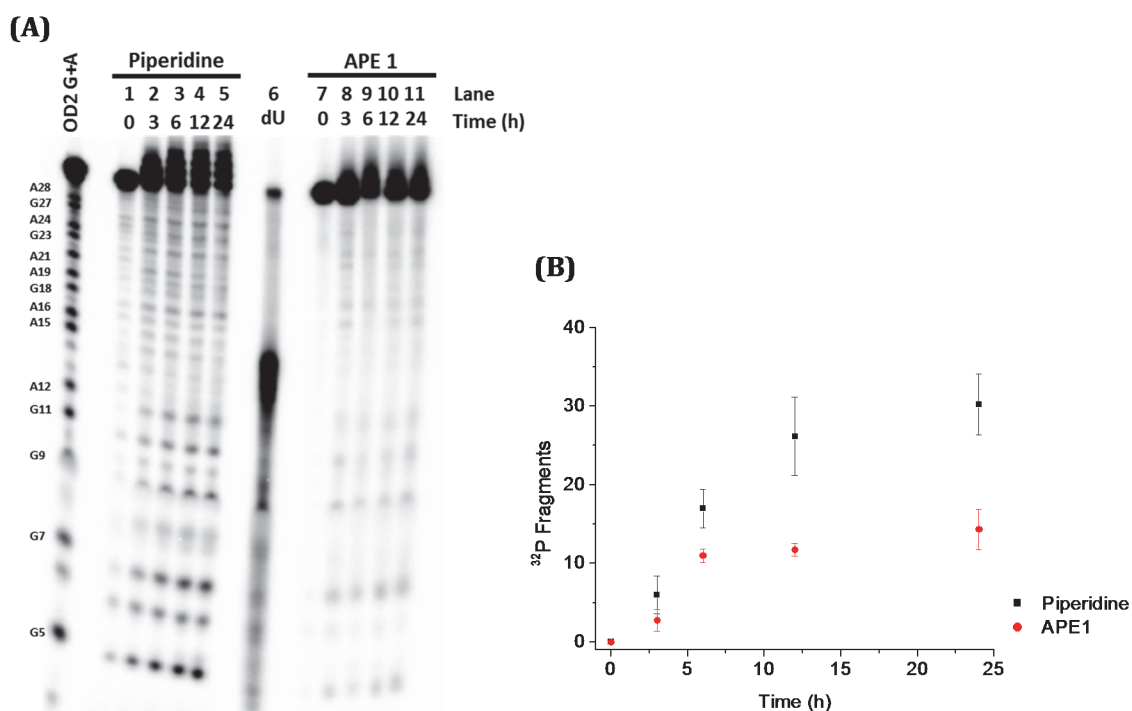 (A)
OD2 G+A
Piperidine
APE 1
1 2 3 4 5 6 7 8 9 10 11 Lane
0 3 6 12 24 dU 0 3 6 12 24 Time (h)
A28
G27
A24
G23
A21
A19
G18
A16
A15
A12
G11
G9
G7
G5
(B)
40
30
20
10
0
³²P Fragments
0 5 10 15 20 25
Time (h)
Piperidine
APE1